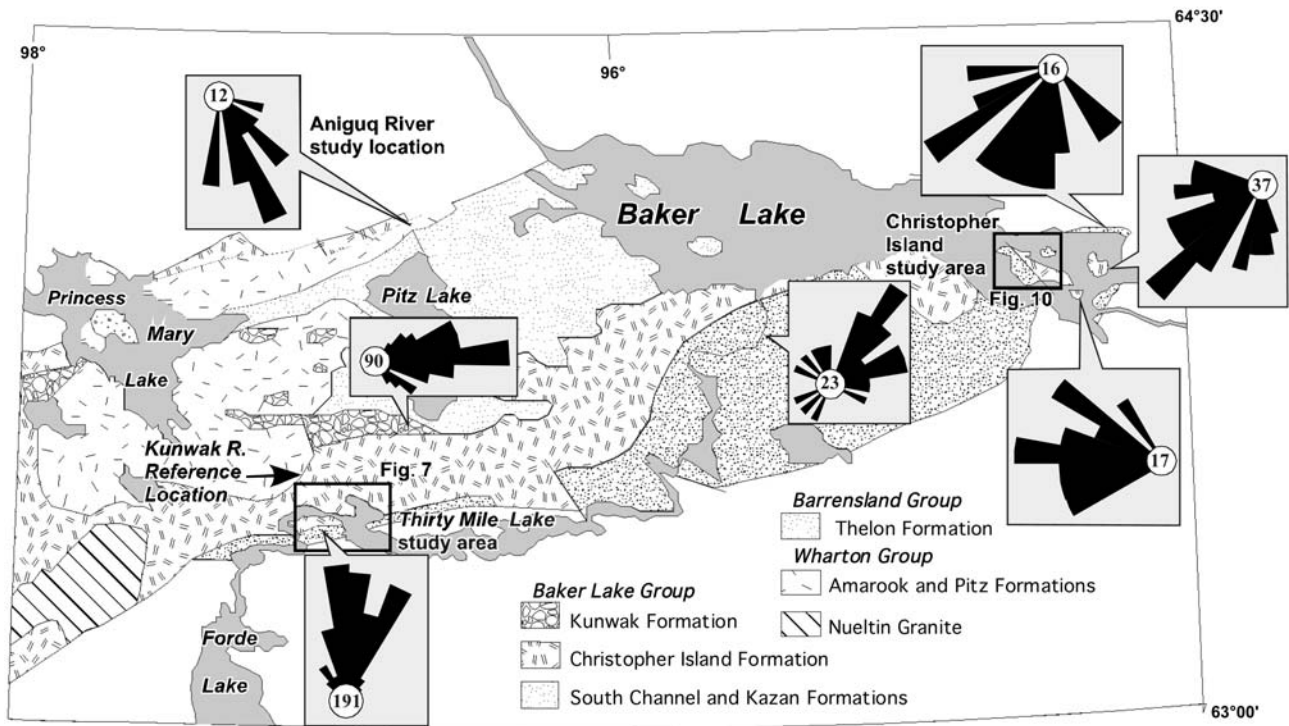 98°
96°
64°30'
12
Aniguq River
study location
16
37
Baker Lake
Christopher
Island
study area
Fig. 10
Princess
Mary
Lake
Pitz Lake
90
23
17
Kunwak R.
Reference
Location
Fig. 7
Thirty Mile Lake
study area
191
Forde
Lake
Baker Lake Group
Kunwak Formation
Christopher Island Formation
South Channel and Kazan Formations
Barrensland Group
Thelon Formation
Wharton Group
Amarook and Pitz Formations
Nueltin Granite
63°00'